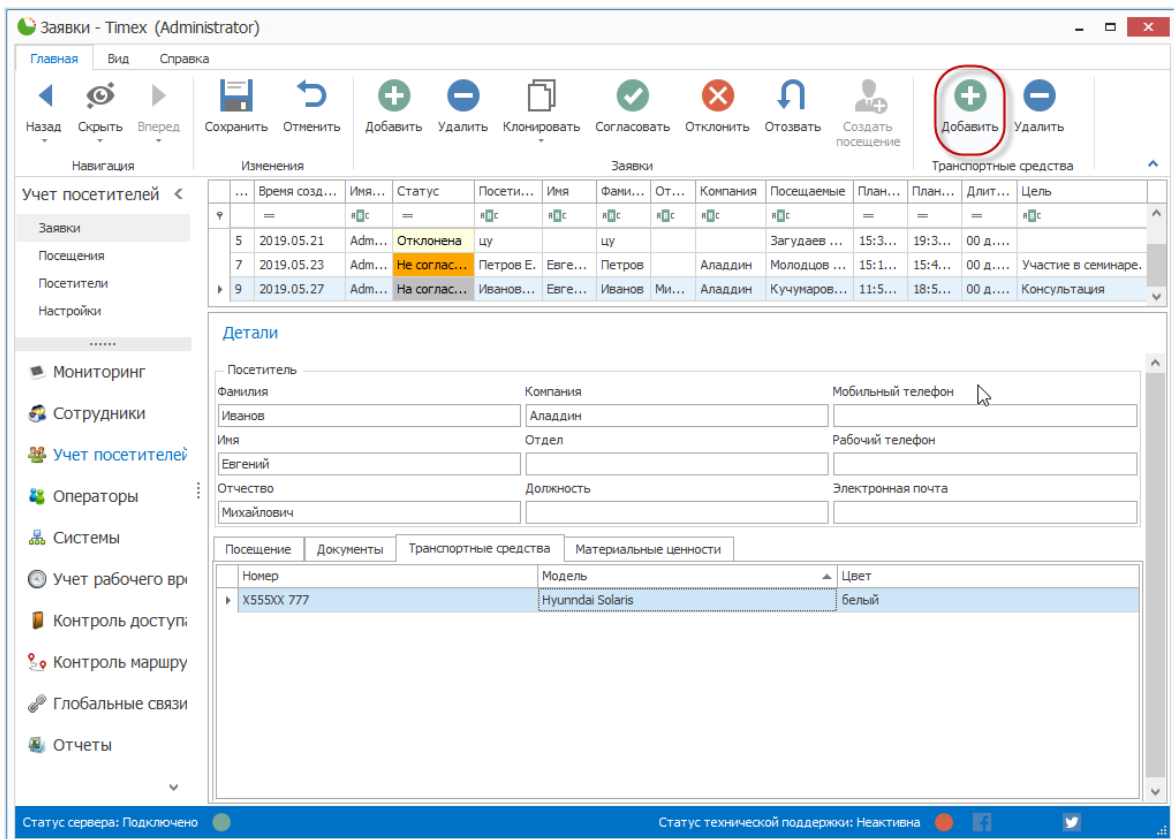 Заявки - Timex (Administrator)
Главная Вид Справка
Назад Скрыть Вперед Сохранить Отменить Добавить Удалить Клонировать Согласовать Отклонить Отозвать Создать посещение Добавить Удалить
Навигация Изменения Заявки Транспортные средства
Учет посетителей
Заявки
Посещения
Посетители
Настройки
Мониторинг
Сотрудники
Учет посетителей
Операторы
Системы
Учет рабочего вре
Контроль доступа
Контроль маршру
Глобальные связи
Отчеты
... Время созд... Имя... Статус Посети... Имя Фами... От... Компания Посещаемые План... План... Длит... Цель
= = = = =
5 2019.05.21 Adm... Отклонена цу цу Загудаев ... 15:3... 19:3... 00 д....
7 2019.05.23 Adm... Не соглас... Петров Е. Евге... Петров Аладдин Молодцов ... 15:1... 15:4... 00 д.... Участие в семинаре.
9 2019.05.27 Adm... На соглас... Иванов... Евге... Иванов Ми... Аладдин Кучумаров... 11:5... 18:5... 00 д.... Консультация
Детали
Посетитель
Фамилия Компания Мобильный телефон
Иванов Аладдин
Имя Отдел Рабочий телефон
Евгений
Отчество Должность Электронная почта
Михайлович
Посещение Документы Транспортные средства Материальные ценности
Номер Модель Цвет
Х555ХХ 777 Hyunndai Solaris белый
Статус сервера: Подключено Статус технической поддержки: Неактивна